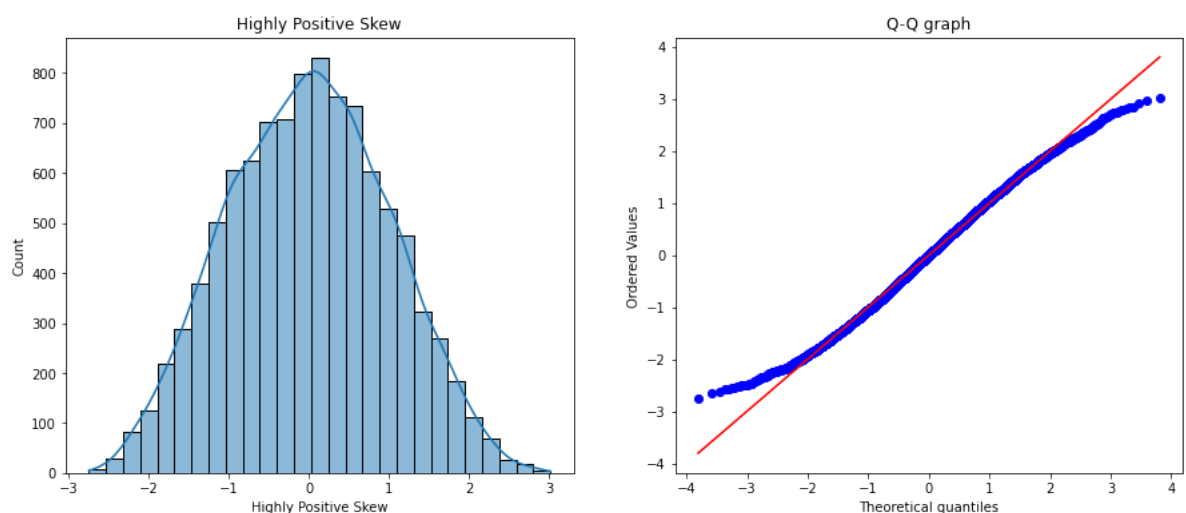 Highly Positive Skew
800
700
600
500
400
300
200
100
0
Count
−3 −2 −1 0 1 2 3
Highly Positive Skew
Q-Q graph
4
3
2
1
0
−1
−2
−3
−4
Ordered Values
−4 −3 −2 −1 0 1 2 3 4
Theoretical quantiles